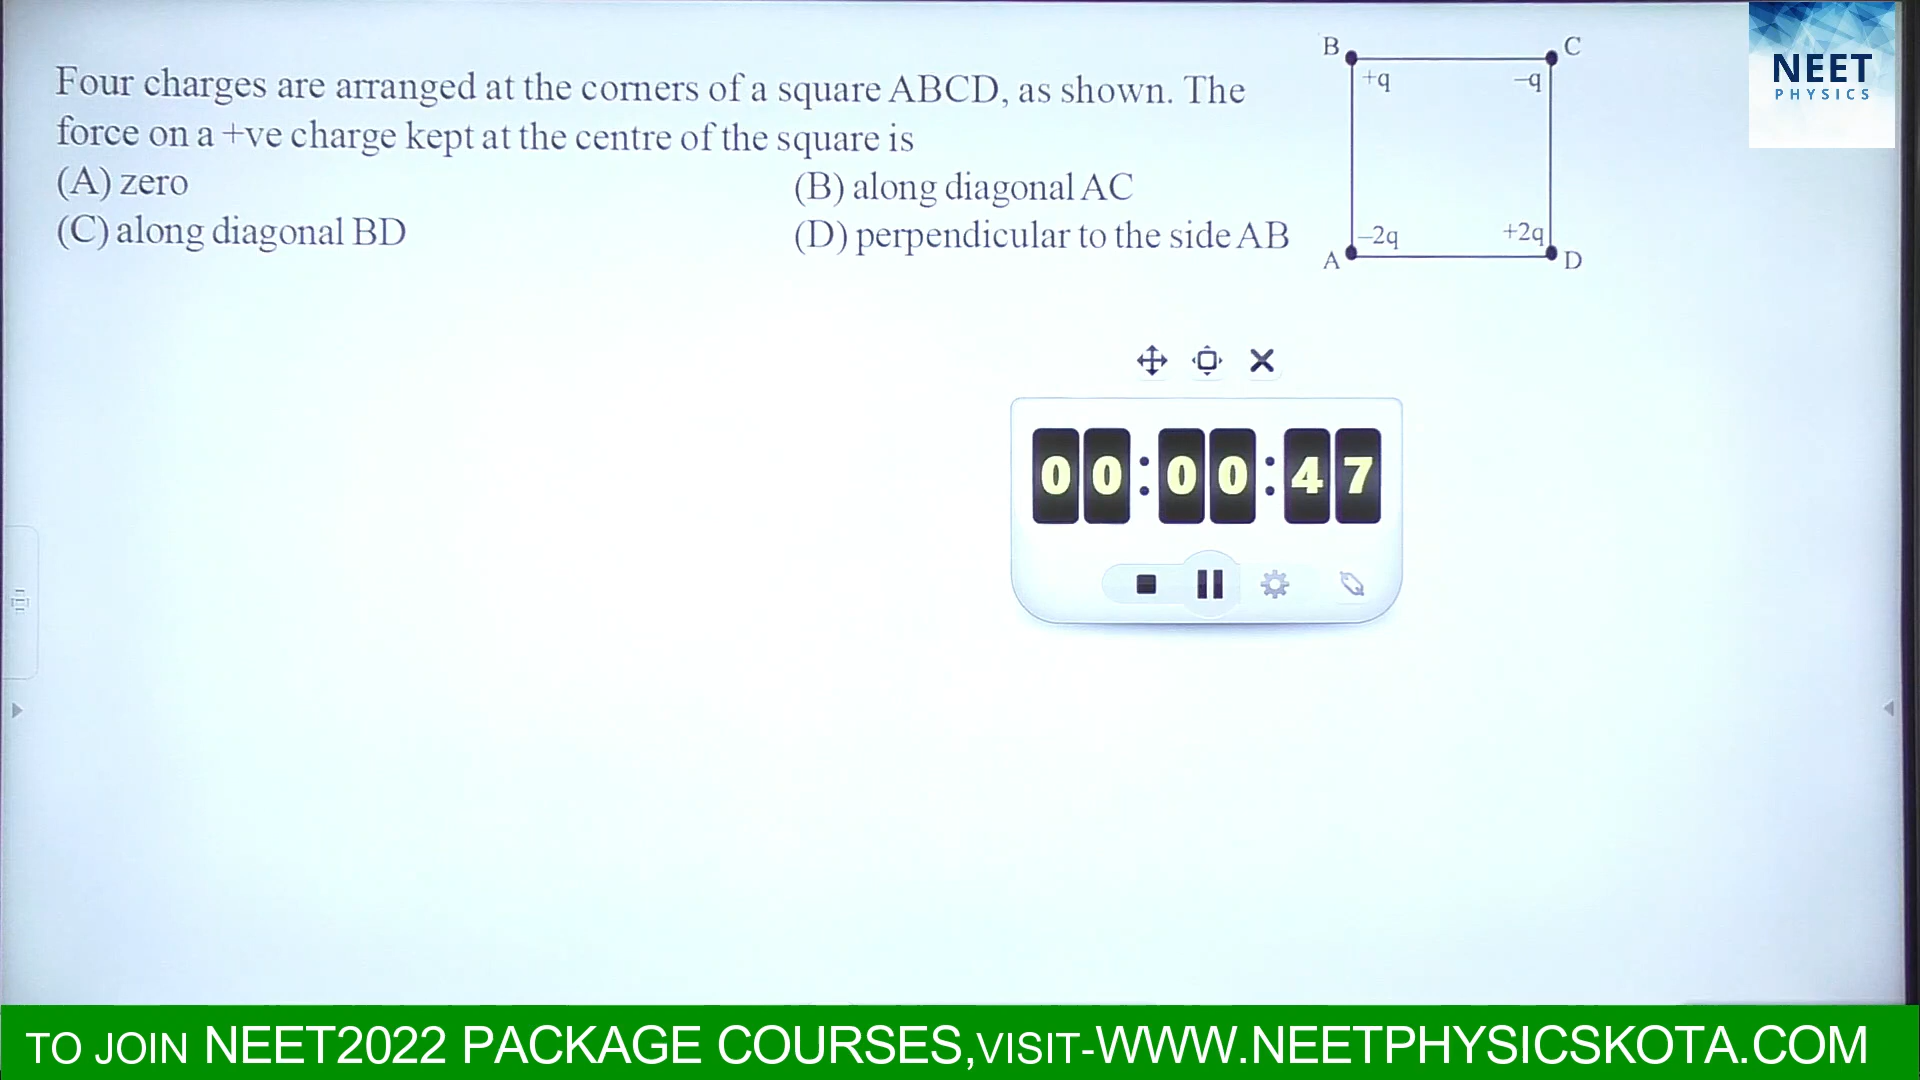 Four charges are arranged at the corners of a square ABCD, as shown. The
force on a +ve charge kept at the centre of the square is
(A) zero
(B) along diagonal AC
(C) along diagonal BD
(D) perpendicular to the side AB
B
C
+q
–q
–2q
+2q
A
D
NEET
PHYSICS
00:00:47
TO JOIN NEET2022 PACKAGE COURSES,VISIT-WWW.NEETPHYSICSKOTA.COM